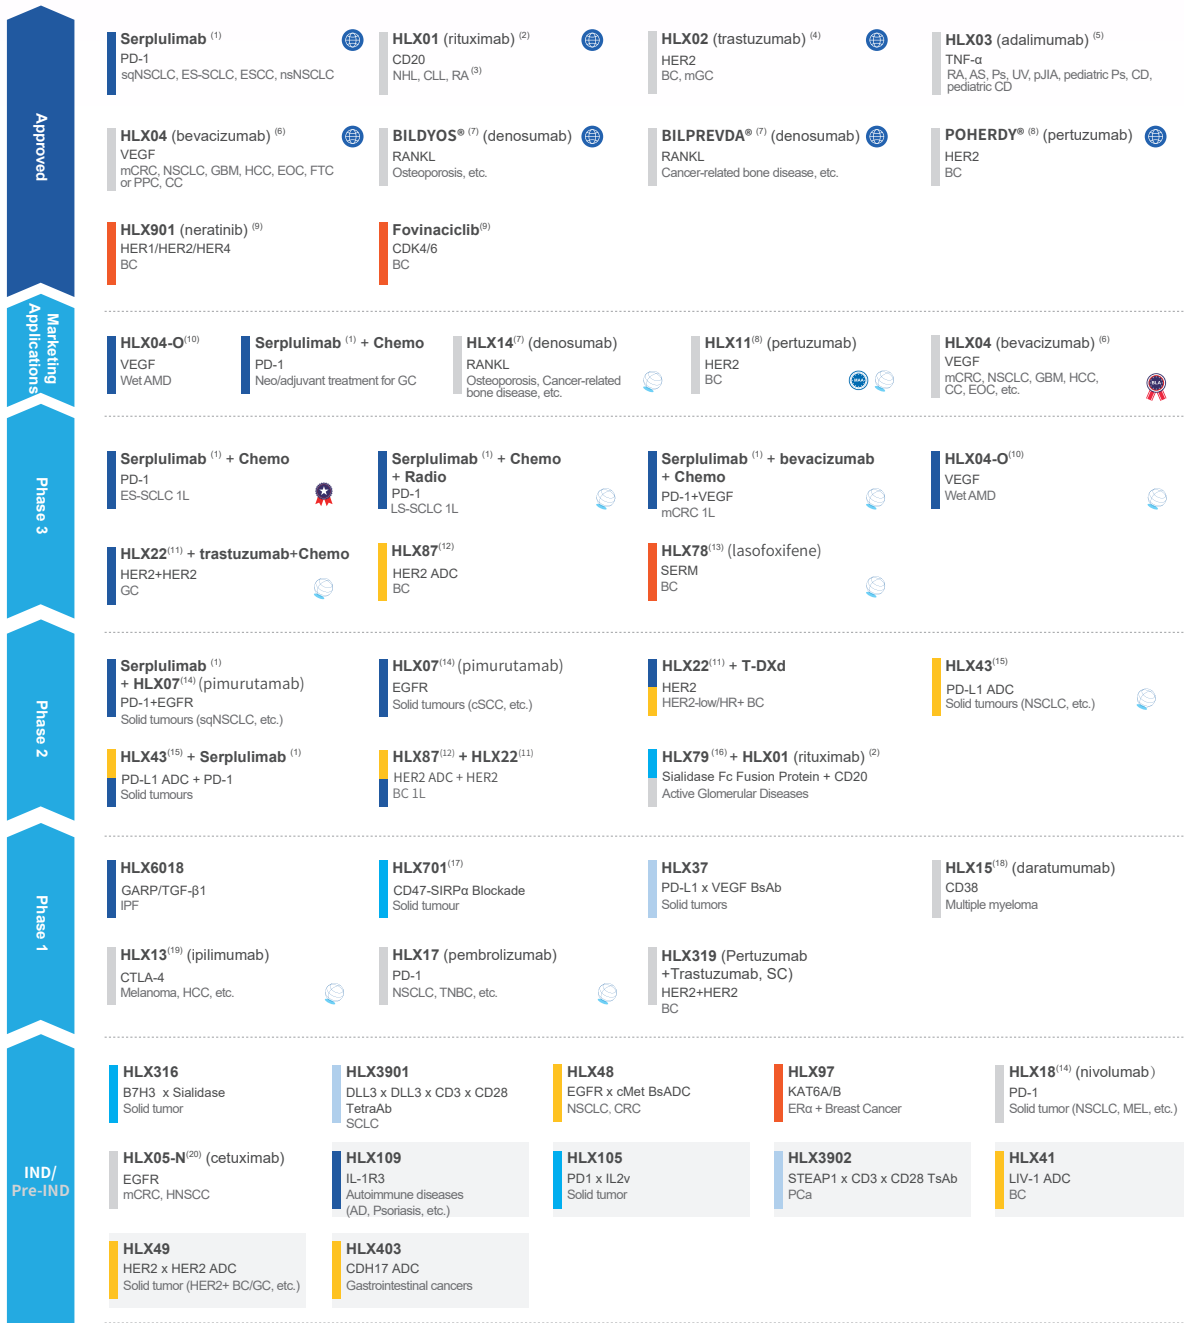 Approved
Serplulimab (1)
PD-1
sqNSCLC, ES-SCLC, ESCC, nsNSCLC
HLX01 (rituximab) (2)
CD20
NHL, CLL, RA (3)
HLX02 (trastuzumab) (4)
HER2
BC, mGC
HLX03 (adalimumab) (5)
TNF-α
RA, AS, Ps, UV, pJIA, pediatric Ps, CD,
pediatric CD
HLX04 (bevacizumab) (6)
VEGF
mCRC, NSCLC, GBM, HCC, EOC, FTC
or PPC, CC
BILDYOS® (7) (denosumab)
RANKL
Osteoporosis, etc.
BILPREVDA® (7) (denosumab)
RANKL
Cancer-related bone disease, etc.
POHERDY® (8) (pertuzumab)
HER2
BC
HLX901 (neratinib) (9)
HER1/HER2/HER4
BC
Fovinaciclib(9)
CDK4/6
BC
Marketing
Applications
HLX04-O(10)
VEGF
Wet AMD
Serplulimab (1) + Chemo
PD-1
Neo/adjuvant treatment for GC
HLX14(7) (denosumab)
RANKL
Osteoporosis, Cancer-related
bone disease, etc.
HLX11(8) (pertuzumab)
HER2
BC
MAA
HLX04 (bevacizumab) (6)
VEGF
mCRC, NSCLC, GBM, HCC,
CC, EOC, etc.
BLA
Phase 3
Serplulimab (1) + Chemo
PD-1
ES-SCLC 1L
Serplulimab (1) + Chemo
+ Radio
PD-1
LS-SCLC 1L
Serplulimab (1) + bevacizumab
+ Chemo
PD-1+VEGF
mCRC 1L
HLX04-O(10)
VEGF
Wet AMD
HLX22(11) + trastuzumab+Chemo
HER2+HER2
GC
HLX87(12)
HER2 ADC
BC
HLX78(13) (lasofoxifene)
SERM
BC
Phase 2
Serplulimab (1)
+ HLX07(14) (pimurutamab)
PD-1+EGFR
Solid tumours (sqNSCLC, etc.)
HLX07(14) (pimurutamab)
EGFR
Solid tumours (cSCC, etc.)
HLX22(11) + T-DXd
HER2
HER2-low/HR+ BC
HLX43(15)
PD-L1 ADC
Solid tumours (NSCLC, etc.)
HLX43(15) + Serplulimab (1)
PD-L1 ADC + PD-1
Solid tumours
HLX87(12) + HLX22(11)
HER2 ADC + HER2
BC 1L
HLX79 (16) + HLX01 (rituximab) (2)
Sialidase Fc Fusion Protein + CD20
Active Glomerular Diseases
Phase 1
HLX6018
GARP/TGF-β1
IPF
HLX701(17)
CD47-SIRPα Blockade
Solid tumour
HLX37
PD-L1 x VEGF BsAb
Solid tumors
HLX15(18) (daratumumab)
CD38
Multiple myeloma
HLX13(19) (ipilimumab)
CTLA-4
Melanoma, HCC, etc.
HLX17 (pembrolizumab)
PD-1
NSCLC, TNBC, etc.
HLX319 (Pertuzumab
+Trastuzumab, SC)
HER2+HER2
BC
IND/
Pre-IND
HLX316
B7H3 x Sialidase
Solid tumor
HLX3901
DLL3 x DLL3 x CD3 x CD28
TetraAb
SCLC
HLX48
EGFR x cMet BsADC
NSCLC, CRC
HLX97
KAT6A/B
ERα + Breast Cancer
HLX18(14) (nivolumab）
PD-1
Solid tumor (NSCLC, MEL, etc.)
HLX05-N(20) (cetuximab)
EGFR
mCRC, HNSCC
HLX109
IL-1R3
Autoimmune diseases
(AD, Psoriasis, etc.)
HLX105
PD1 x IL2v
Solid tumor
HLX3902
STEAP1 x CD3 x CD28 TsAb
PCa
HLX41
LIV-1 ADC
BC
HLX49
HER2 x HER2 ADC
Solid tumor (HER2+ BC/GC, etc.)
HLX403
CDH17 ADC
Gastrointestinal cancers